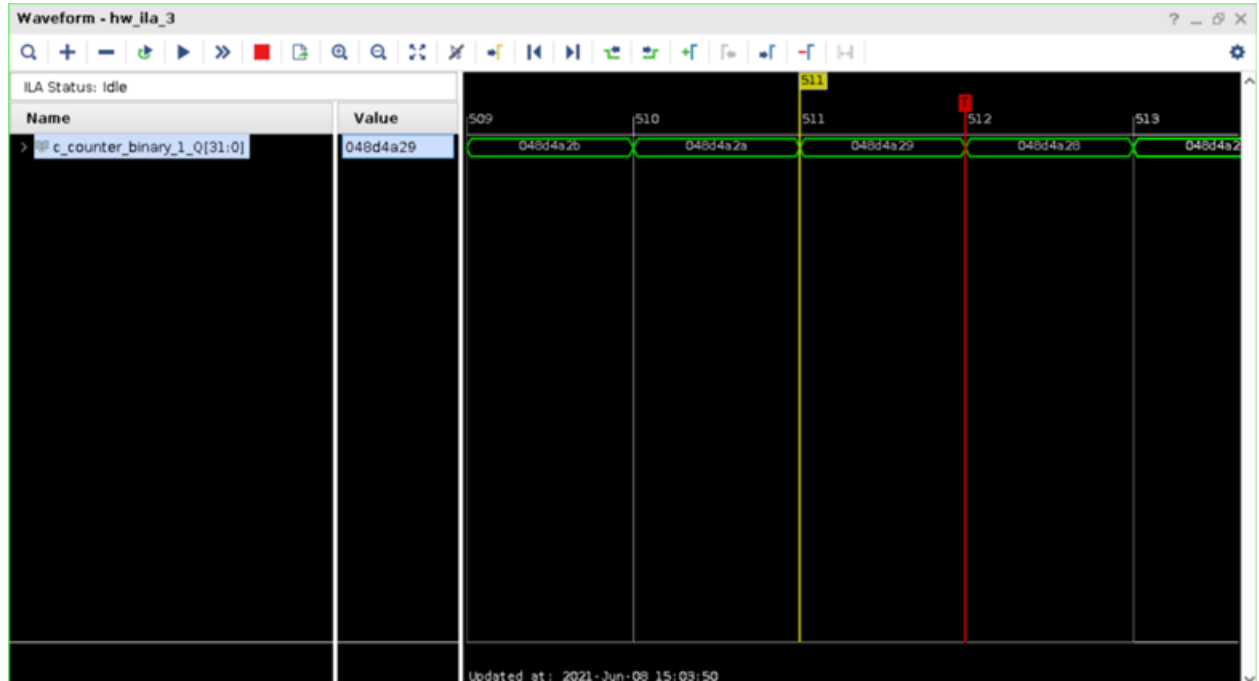 Waveform - hw_ila_3
ILA Status: Idle
511
Name Value
T
509 510 511 512 513
c_counter_binary_1_Q[31:0] 048d4a29 048d4a2b 048d4a2a 048d4a29 048d4a28 048d4a2
Updated at: 2021-Jun-08 15:03:50